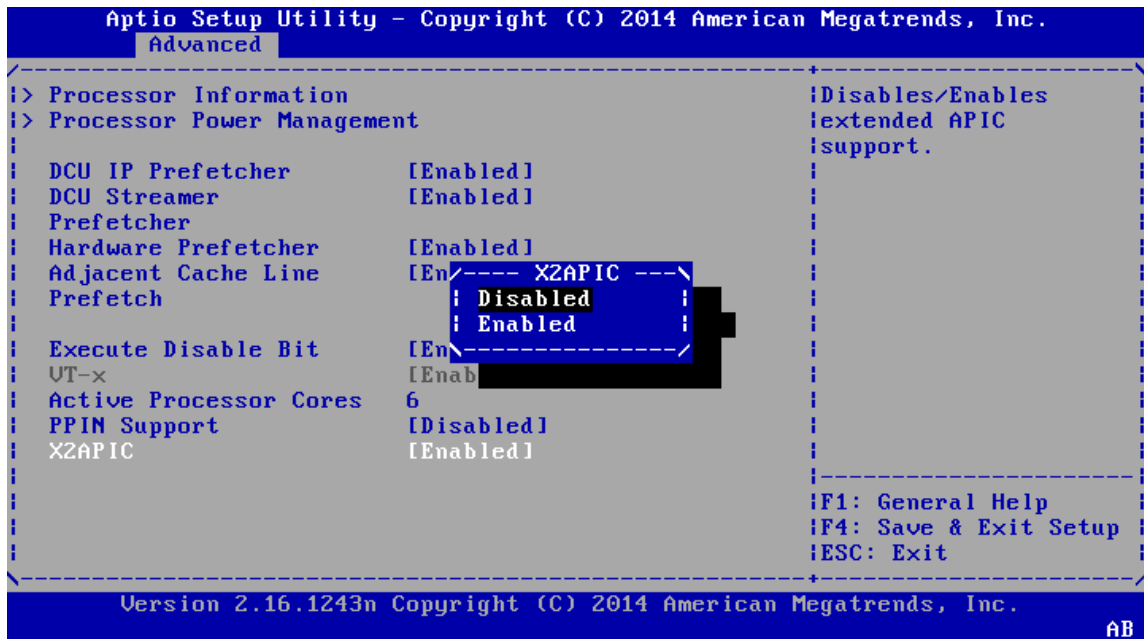 Aptio Setup Utility - Copyright (C) 2014 American Megatrends, Inc.
Advanced
> Processor Information
> Processor Power Management
DCU IP Prefetcher [Enabled]
DCU Streamer [Enabled]
Prefetcher
Hardware Prefetcher [Enabled]
Adjacent Cache Line [En
Prefetch
Execute Disable Bit [En
VT-x [Enab
Active Processor Cores 6
PPIN Support [Disabled]
X2APIC [Enabled]
X2APIC
Disabled
Enabled
Disables/Enables
extended APIC
support.
F1: General Help
F4: Save & Exit Setup
ESC: Exit
Version 2.16.1243n Copyright (C) 2014 American Megatrends, Inc.
AB